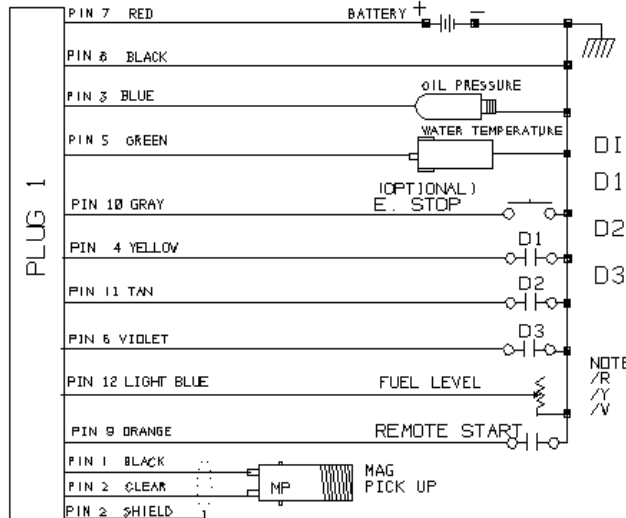 PIN 7 RED
BATTERY + −
PIN 8 BLACK
PIN 3 BLUE
OIL PRESSURE
PIN 5 GREEN
WATER TEMPERATURE
DI
D1
(OPTIONAL)
PIN 10 GRAY
E. STOP
D2
PLUG 1
PIN 4 YELLOW
D1
D3
PIN 11 TAN
D2
PIN 6 VIOLET
D3
NOTE
PIN 12 LIGHT BLUE
FUEL LEVEL
/R
/Y
/V
PIN 9 ORANGE
REMOTE START
PIN 1 BLACK
MAG
PIN 2 CLEAR
MP
PICK UP
PIN 2 SHIELD